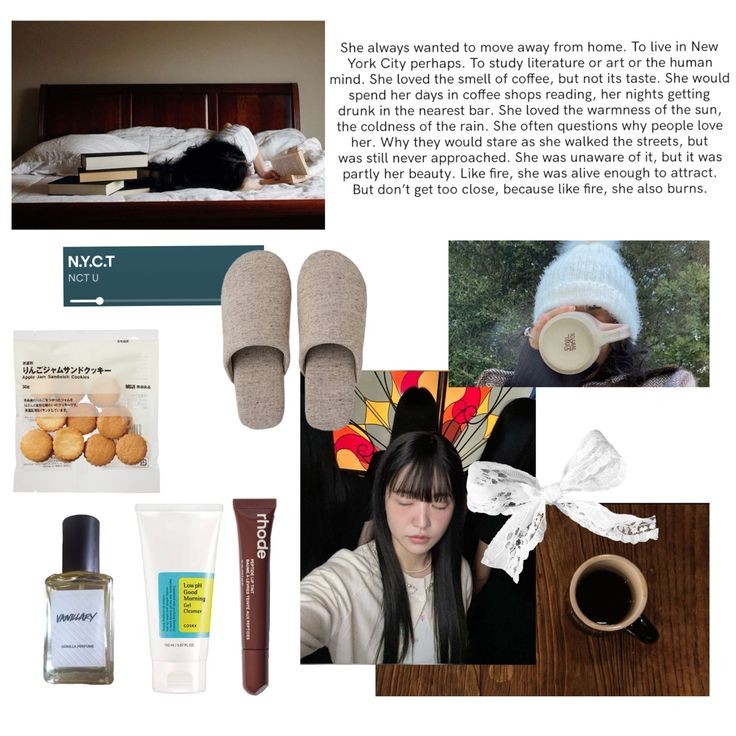 She always wanted to move away from home. To live in New
York City perhaps. To study literature or art or the human
mind. She loved the smell of coffee, but not its taste. She would
spend her days in coffee shops reading, her nights getting
drunk in the nearest bar. She loved the warmness of the sun,
the coldness of the rain. She often questions why people love
her. Why they would stare as she walked the streets, but
was still never approached. She was unaware of it, but it was
partly her beauty. Like fire, she was alive enough to attract.
But don’t get too close, because like fire, she also burns.
N.Y.C.T
NCT U
りんごジャムサンドクッキー
Apple Jam Sandwich Cookies
MUJI 無印良品
VANILLARY
GORILLA PERFUME
Low pH
Good
Morning
Gel
Cleanser
COSRX
rhode
PEPTIDE LIP TINT